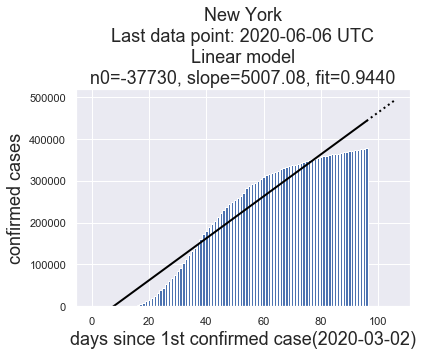 New York
Last data point: 2020-06-06 UTC
Linear model
n0=-37730, slope=5007.08, fit=0.9440
500000
400000
300000
200000
100000
0
confirmed cases
0 20 40 60 80 100
days since 1st confirmed case(2020-03-02)